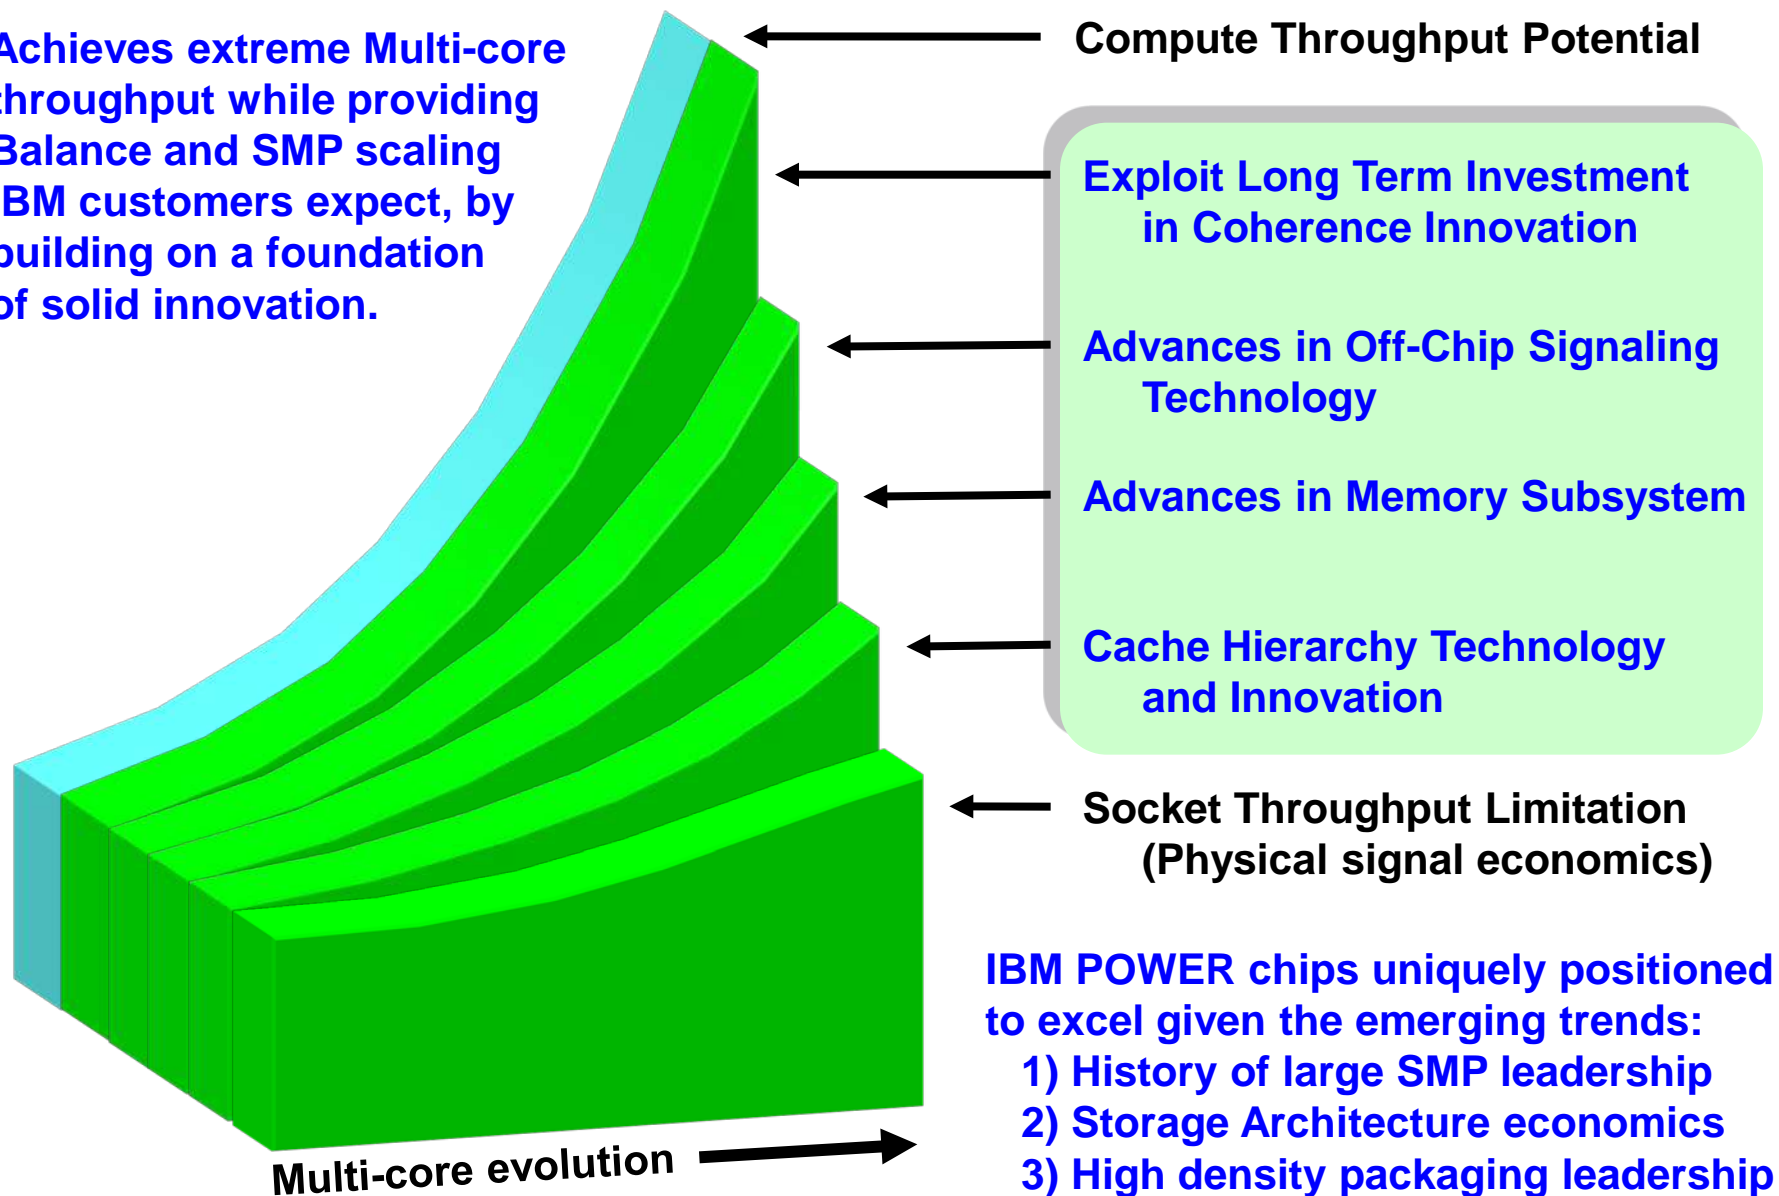 Achieves extreme Multi-core
throughput while providing
Balance and SMP scaling
IBM customers expect, by
building on a foundation
of solid innovation.
Compute Throughput Potential
Exploit Long Term Investment
in Coherence Innovation
Advances in Off-Chip Signaling
Technology
Advances in Memory Subsystem
Cache Hierarchy Technology
and Innovation
Socket Throughput Limitation
(Physical signal economics)
IBM POWER chips uniquely positioned
to excel given the emerging trends:
1) History of large SMP leadership
2) Storage Architecture economics
3) High density packaging leadership
Multi-core evolution